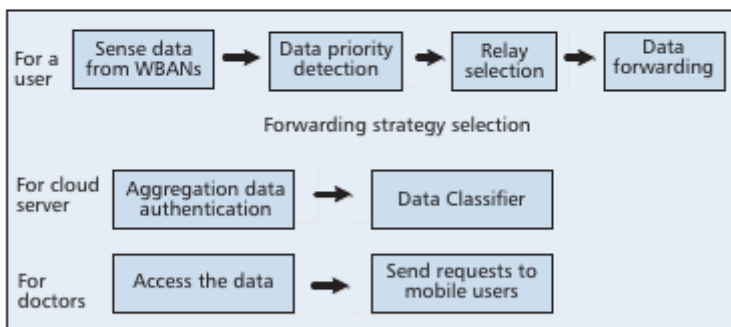 For a
user
Sense data
from WBANs
Data priority
detection
Relay
selection
Data
forwarding
Forwarding strategy selection
For cloud
server
Aggregation data
authentication
Data Classifier
For
doctors
Access the data
Send requests to
mobile users